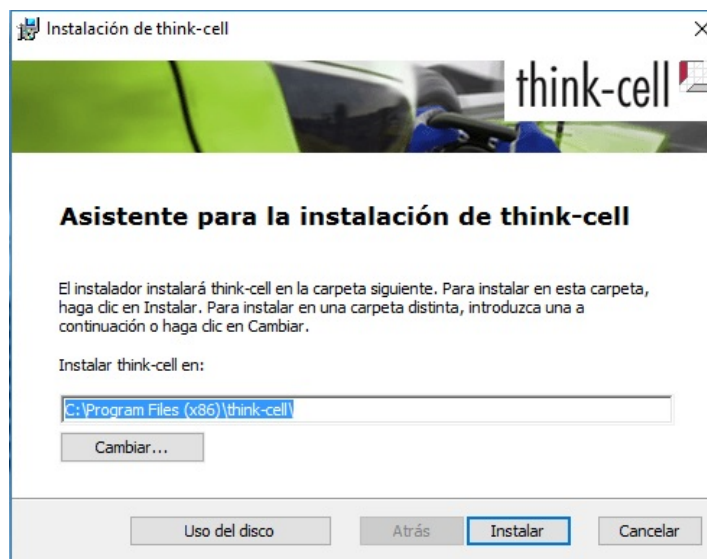 Instalación de think-cell
think-cell
Asistente para la instalación de think-cell
El instalador instalará think-cell en la carpeta siguiente. Para instalar en esta carpeta,
haga clic en Instalar. Para instalar en una carpeta distinta, introduzca una a
continuación o haga clic en Cambiar.
Instalar think-cell en:
C:\Program Files (x86)\think-cell\
Cambiar...
Uso del disco
Atrás
Instalar
Cancelar